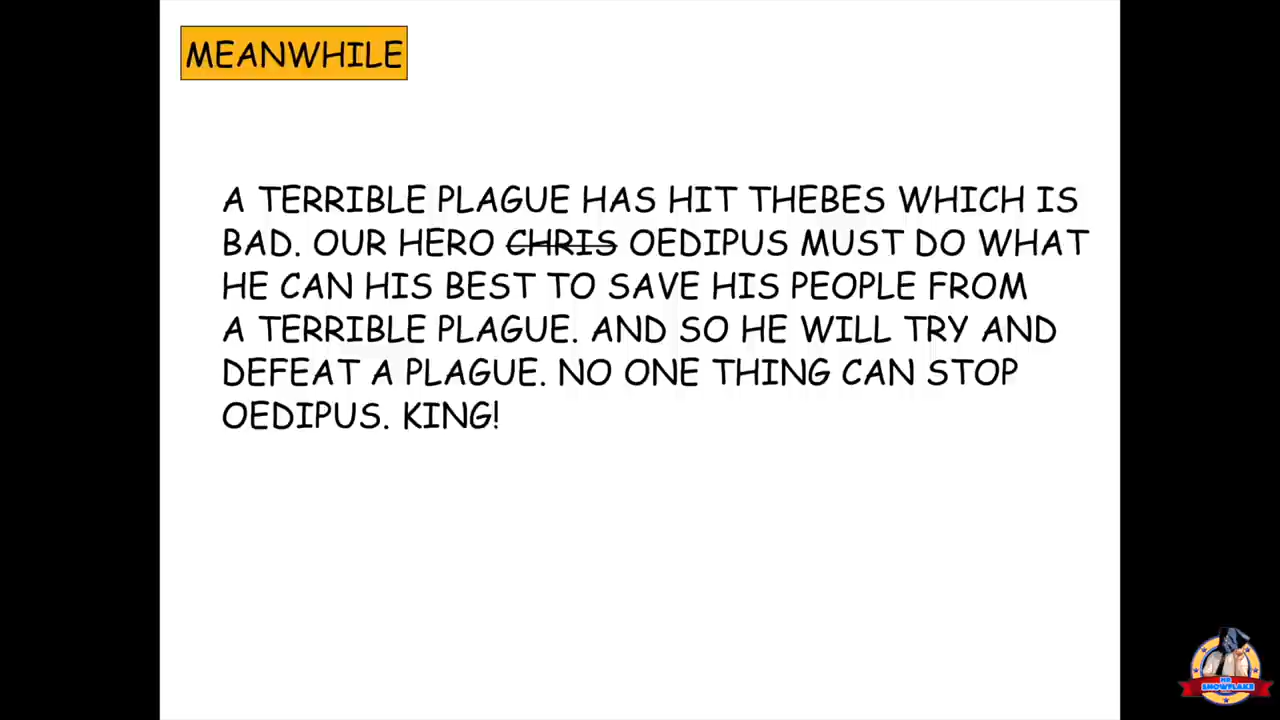 MEANWHILE
A TERRIBLE PLAGUE HAS HIT THEBES WHICH IS
BAD. OUR HERO CHRIS OEDIPUS MUST DO WHAT
HE CAN HIS BEST TO SAVE HIS PEOPLE FROM
A TERRIBLE PLAGUE. AND SO HE WILL TRY AND
DEFEAT A PLAGUE. NO ONE THING CAN STOP
OEDIPUS. KING!
MR
SNOWFLAKE